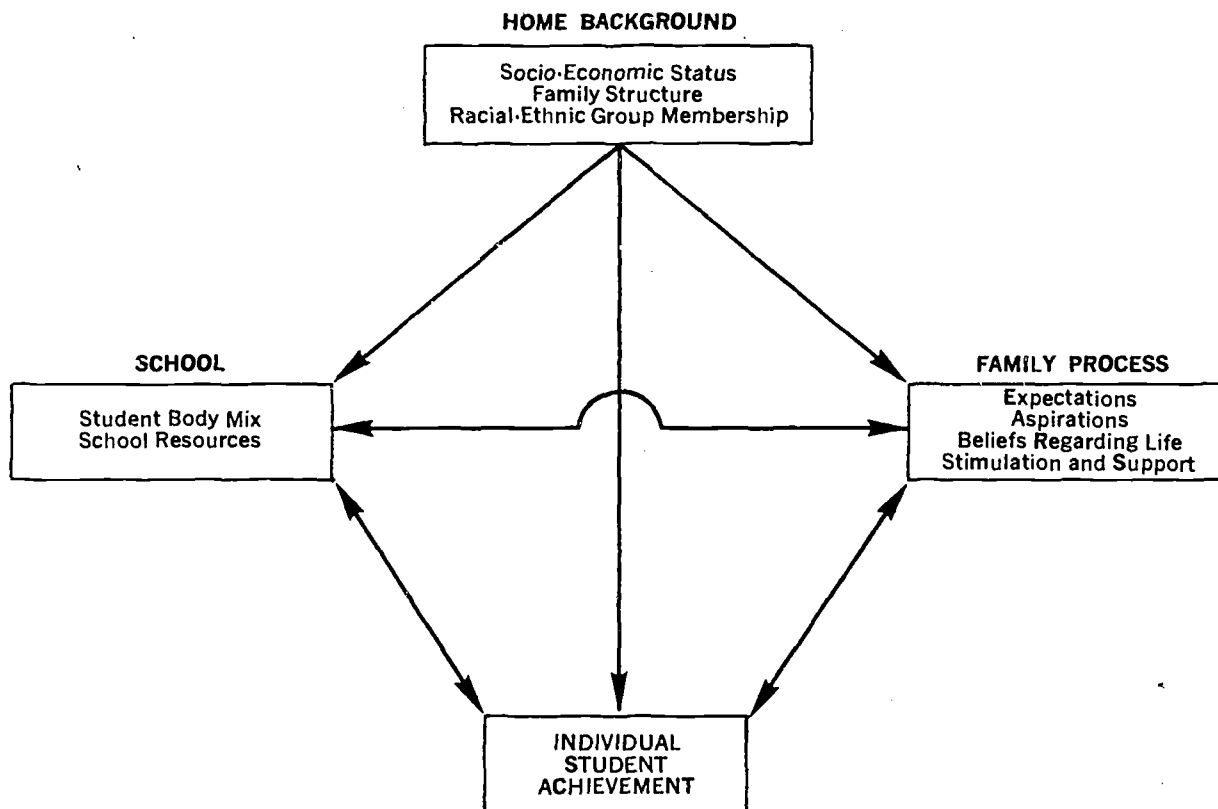 HOME BACKGROUND
Socio-Economic Status
Family Structure
Racial-Ethnic Group Membership
SCHOOL
Student Body Mix
School Resources
FAMILY PROCESS
Expectations
Aspirations
Beliefs Regarding Life
Stimulation and Support
INDIVIDUAL
STUDENT
ACHIEVEMENT